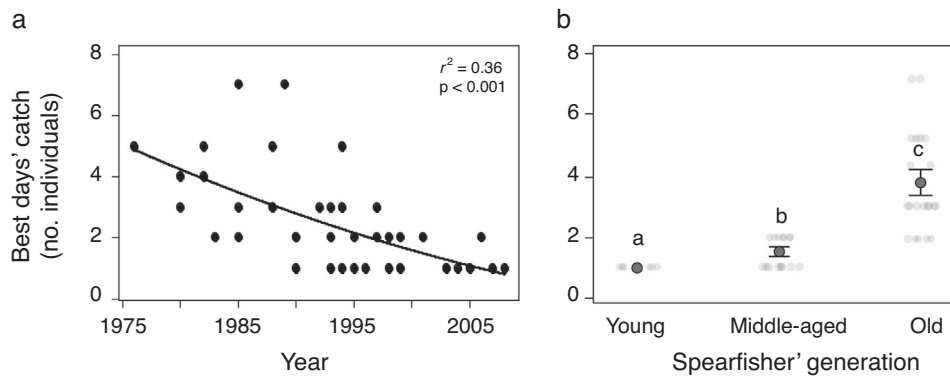 a
r² = 0.36
p < 0.001
Best days' catch
(no. individuals)
8
6
4
2
0
1975 1985 1995 2005
Year
b
8
6
4
2
0
a
b
c
Young Middle-aged Old
Spearfisher' generation